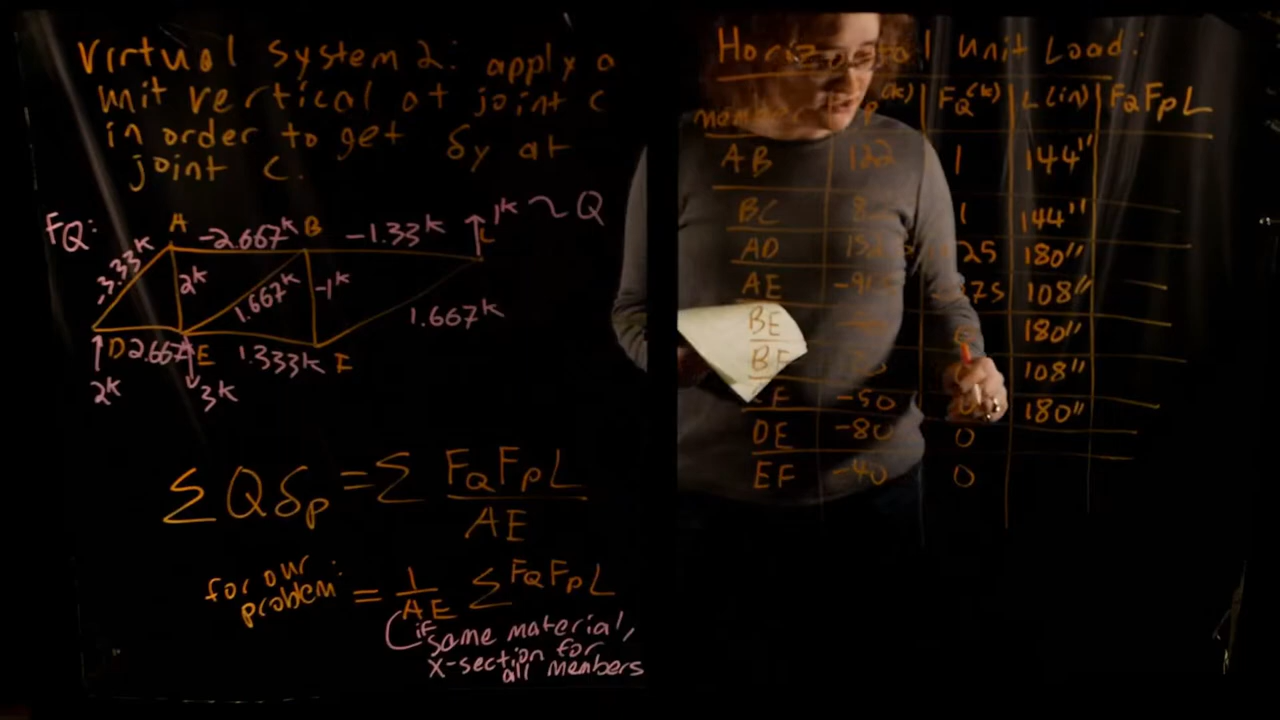 Virtual System 2: apply a
unit vertical at joint C
in order to get δy at
joint C.
FQ:
A -2.667k B -1.33k 1k ~ Q
C
-3.33k 2k 1.667k -1k 1.667k
D 2.667k E 1.333k F
2k 3k
ΣQδp = Σ FQFPL
AE
for our
problem: = 1 ΣFQFPL
AE
if
same material,
x-section for
all members
Unit Load:
FQ(k) L(in) FQFPL
AB 122 1 144"
BC 1 144"
AD 180"
AE 108"
BE 180"
BF 108"
-50 0 180"
DE -80 0
EF -40 0